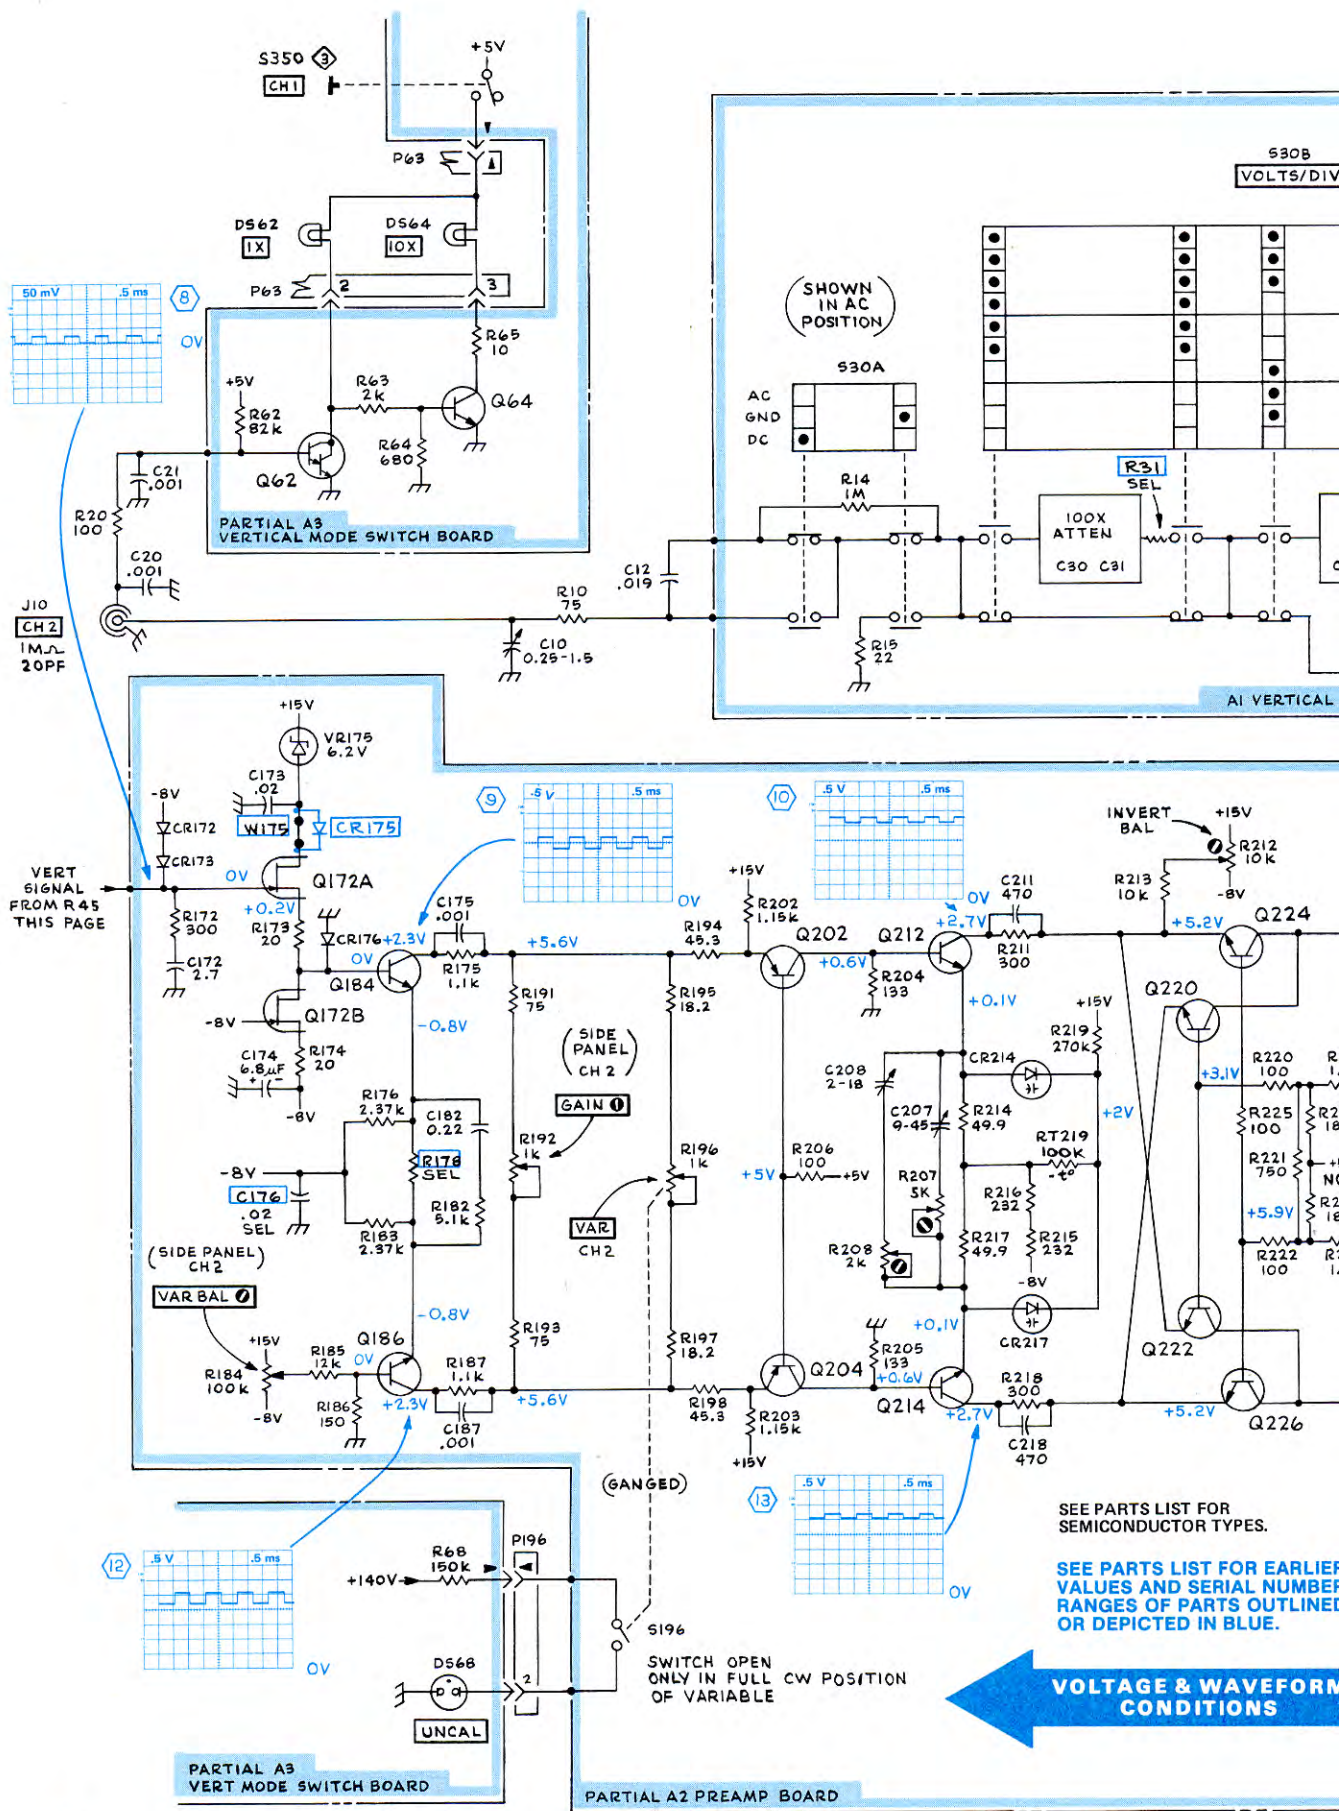 S350 3
CH1
+5V
P63
DS62
1X
DS64
10X
P63
2
3
50 mV
.5 ms
8
0V
R65
10
+5V
R62
82K
R63
2K
Q64
R64
680
Q62
C21
.001
R20
100
C20
.001
PARTIAL A3
VERTICAL MODE SWITCH BOARD
J10
CH 2
1MΩ
20PF
R10
75
C10
0.25-1.5
C12
.019
S30B
VOLTS/DIV
(SHOWN
IN AC
POSITION)
S30A
AC
GND
DC
R14
1M
R15
22
100X
ATTEN
C30 C31
R31
SEL
A1 VERTICAL
+15V
VR175
6.2V
C173
.02
W175
CR175
-8V
CR172
CR173
VERT
SIGNAL
FROM R45
THIS PAGE
0V
Q172A
+0.2V
R172
300
R173
20
CR176
C172
2.7
-8V
Q172B
C174
6.8µF
+ -
R174
20
-8V
9
.5 V
.5 ms
0V
C175
.001
+2.3V
0V
Q184
R175
1.1K
+5.6V
-0.8V
R191
75
R176
2.37K
C182
0.22
-8V
R178
SEL
C176
.02
SEL
R182
5.1K
R183
2.37K
(SIDE
PANEL
CH 2)
GAIN
R192
1K
(SIDE PANEL)
CH2
VAR BAL
+15V
R184
100K
-8V
R185
12K
0V
R186
150
-0.8V
Q186
+2.3V
R187
1.1K
C187
.001
R193
75
+5.6V
R194
45.3
R195
18.2
R196
1K
VAR
CH2
R197
18.2
R198
45.3
+15V
R202
1.15K
Q202
+0.6V
R206
100
+5V
+5V
R203
1.15K
+15V
Q204
10
.5 V
.5 ms
0V
Q212
+2.7V
C211
470
R211
300
R204
133
+0.1V
C208
2-18
C207
9-45
R207
5K
R208
2K
CR214
R214
49.9
R219
270K
+15V
+2V
RT219
100K
-t°
R216
232
R217
49.9
R215
232
-8V
CR217
+0.1V
R205
133
+0.6V
Q214
+2.7V
R218
300
C218
470
INVERT
BAL
+15V
R212
10K
-8V
R213
10K
+5.2V
Q224
Q220
+3.1V
R220
100
R225
100
R221
750
+5.9V
R222
100
Q222
+5.2V
Q226
(GANGED)
13
.5 V
.5 ms
0V
12
.5 V
.5 ms
0V
+140V
R68
150K
P196
S196
DS68
2
UNCAL
SWITCH OPEN
ONLY IN FULL CW POSITION
OF VARIABLE
PARTIAL A3
VERT MODE SWITCH BOARD
PARTIAL A2 PREAMP BOARD
SEE PARTS LIST FOR
SEMICONDUCTOR TYPES.
SEE PARTS LIST FOR EARLIER
VALUES AND SERIAL NUMBER
RANGES OF PARTS OUTLINED
OR DEPICTED IN BLUE.
VOLTAGE & WAVEFORM
CONDITIONS